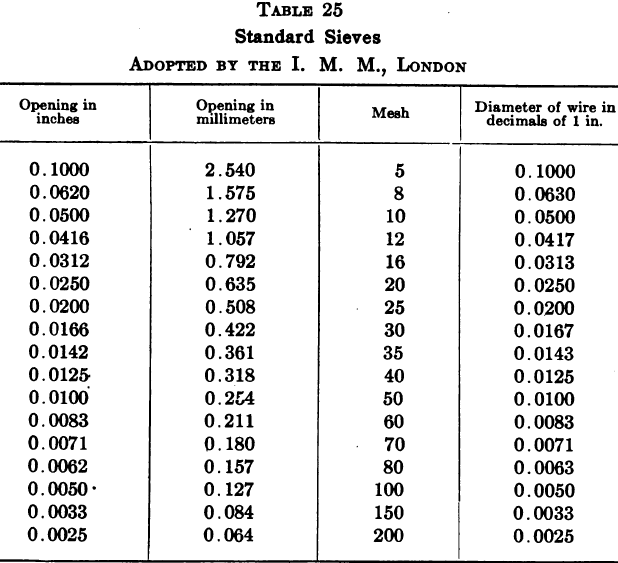 TABLE 25
Standard Sieves
ADOPTED BY THE I. M. M., LONDON
Opening in inches | Opening in millimeters | Mesh | Diameter of wire in decimals of 1 in.
0.1000 2.540 5 0.1000
0.0620 1.575 8 0.0630
0.0500 1.270 10 0.0500
0.0416 1.057 12 0.0417
0.0312 0.792 16 0.0313
0.0250 0.635 20 0.0250
0.0200 0.508 25 0.0200
0.0166 0.422 30 0.0167
0.0142 0.361 35 0.0143
0.0125 0.318 40 0.0125
0.0100 0.254 50 0.0100
0.0083 0.211 60 0.0083
0.0071 0.180 70 0.0071
0.0062 0.157 80 0.0063
0.0050 0.127 100 0.0050
0.0033 0.084 150 0.0033
0.0025 0.064 200 0.0025